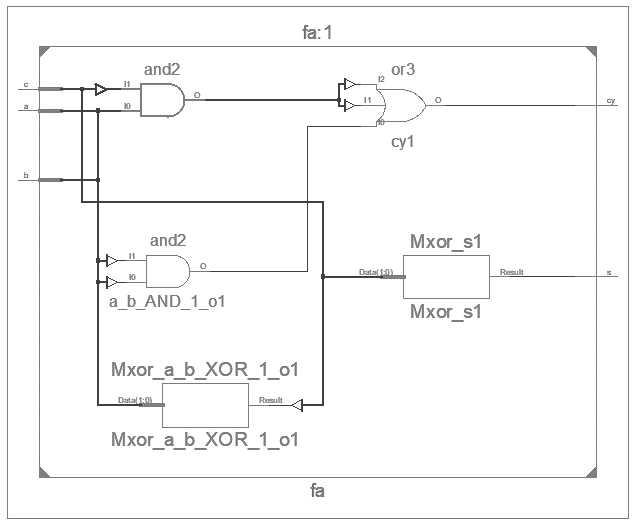 fa:1
and2
or3
c
I1
I2
a
I0
O
I1
O
cy
I0
cy1
b
and2
Mxor_s1
I1
O
I0
Data(1:0)
Result
s
a_b_AND_1_o1
Mxor_s1
Mxor_a_b_XOR_1_o1
Data(1:0)
Result
Mxor_a_b_XOR_1_o1
fa